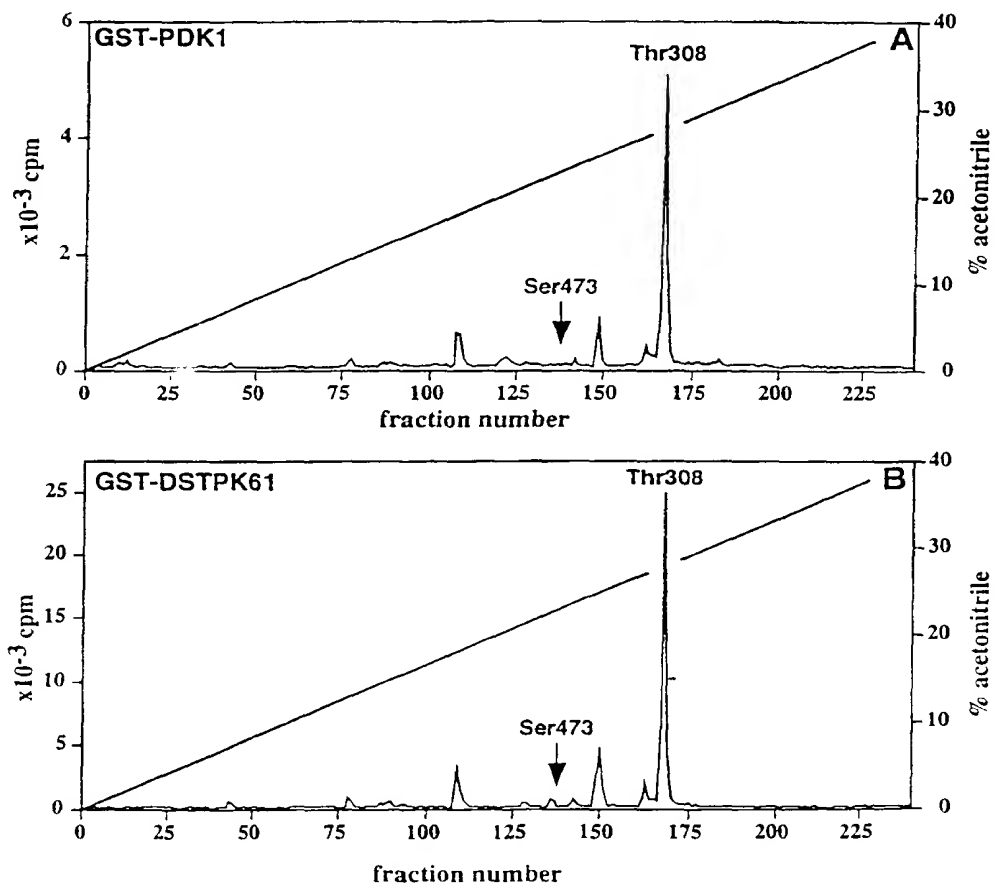 GST-PDK1
A
Thr308
Ser473
6
4
2
0
x10-3 cpm
40
30
20
10
0
% acetonitrile
0 25 50 75 100 125 150 175 200 225
fraction number
GST-DSTPK61
B
Thr308
Ser473
25
20
15
10
5
0
x10-3 cpm
40
30
20
10
0
% acetonitrile
0 25 50 75 100 125 150 175 200 225
fraction number